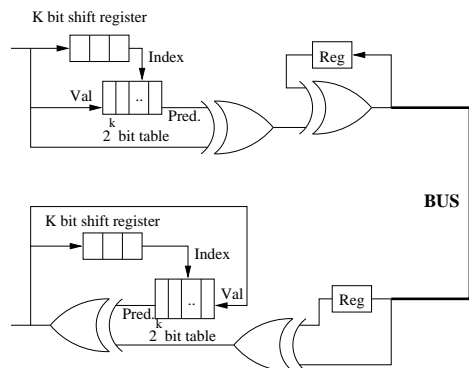 K bit shift register
Index
Reg
Val
..
Pred.
k
2 bit table
BUS
K bit shift register
Index
..
Val
Reg
Pred.
k
2 bit table